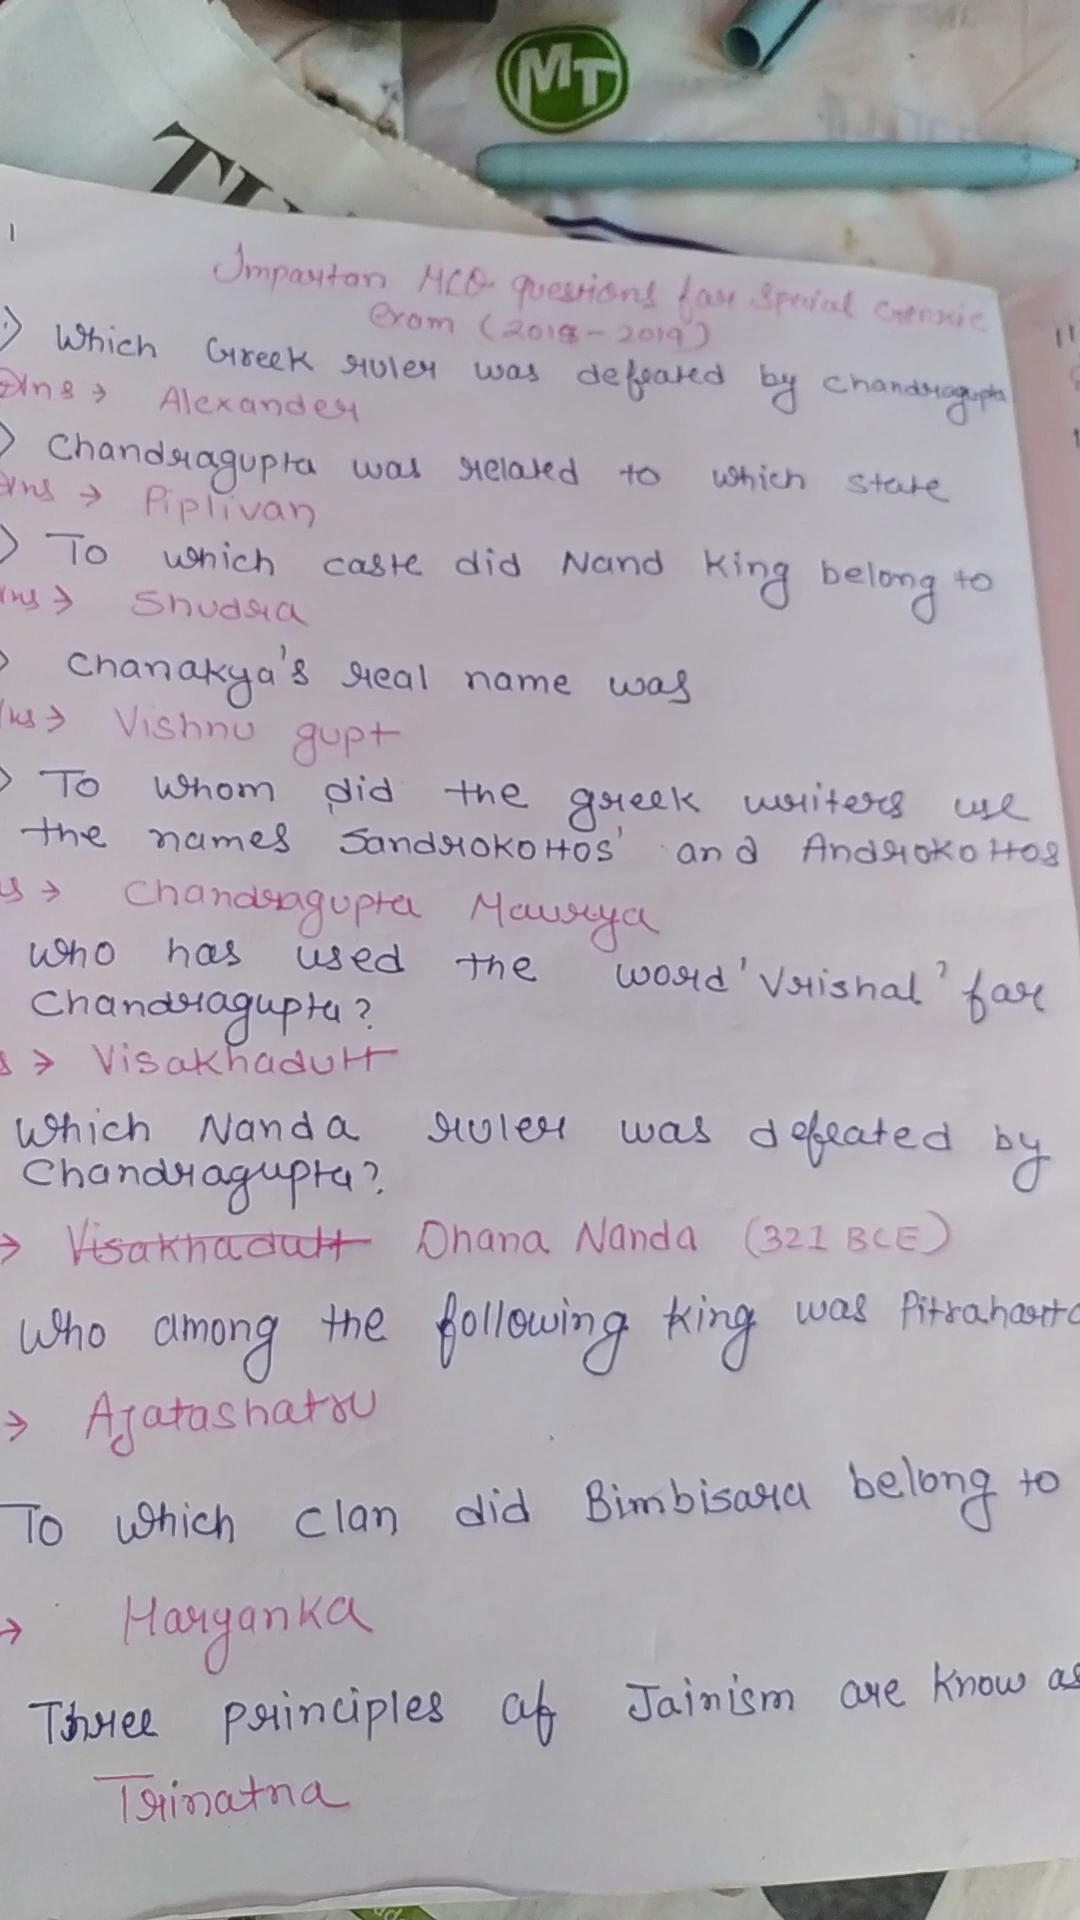 MT
1
Imparton MCQ questions far Special Genric
exam (2018-2019)
Which Greek ruler was defeated by Chandragupta
Ans → Alexander
Chandragupta was related to which state
Ans → Piplivan
To which caste did Nand King belong to
Ans → Shudra
Chanakya's real name was
Ans → Vishnu gupt
To whom did the greek writers use
the names Sandrokottos' and Androkottos
→ Chandragupta Maurya
who has used the word 'Vrishal' far
Chandragupta?
→ Visakhadutt
Which Nanda ruler was defeated by
Chandragupta?
→ Visakhadutt Dhana Nanda (321 BCE)
Who among the following king was Pitraharta
→ Ajatashatru
To which clan did Bimbisara belong to
→ Haryanka
Three principles of Jainism are know as
Trinatna